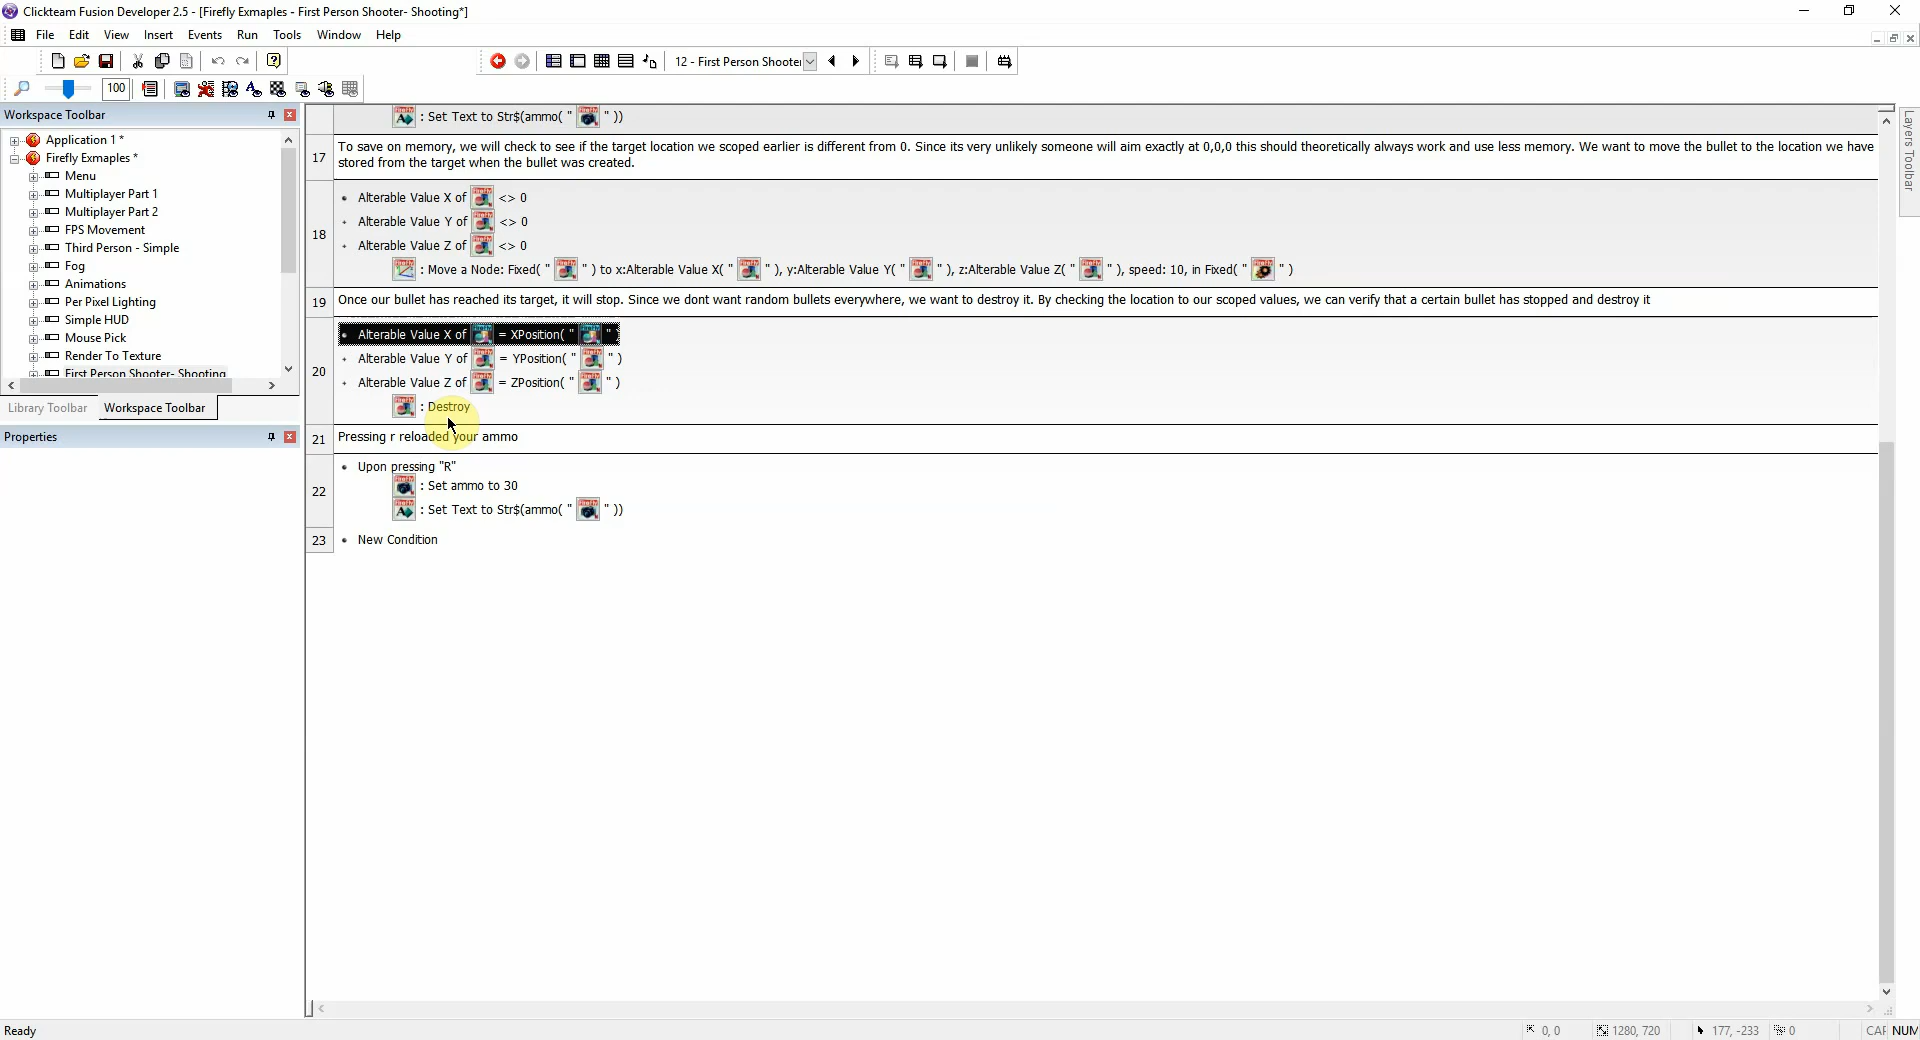 Clickteam Fusion Developer 2.5 - [Firefly Exmaples - First Person Shooter- Shooting*]
File Edit View Insert Events Run Tools Window Help
12 - First Person Shooter
100
Workspace Toolbar
Application 1 *
Firefly Exmaples *
Menu
Multiplayer Part 1
Multiplayer Part 2
FPS Movement
Third Person - Simple
Fog
Animations
Per Pixel Lighting
Simple HUD
Mouse Pick
Render To Texture
First Person Shooter- Shooting
Library Toolbar Workspace Toolbar
Properties
: Set Text to Str$(ammo( " " ))
17 To save on memory, we will check to see if the target location we scoped earlier is different from 0. Since its very unlikely someone will aim exactly at 0,0,0 this should theoretically always work and use less memory. We want to move the bullet to the location we have
stored from the target when the bullet was created.
18
Alterable Value X of <> 0
Alterable Value Y of <> 0
Alterable Value Z of <> 0
: Move a Node: Fixed( " " ) to x:Alterable Value X( " " ), y:Alterable Value Y( " " ), z:Alterable Value Z( " " ), speed: 10, in Fixed( " " )
19 Once our bullet has reached its target, it will stop. Since we dont want random bullets everywhere, we want to destroy it. By checking the location to our scoped values, we can verify that a certain bullet has stopped and destroy it
20
Alterable Value X of = XPosition( " " )
Alterable Value Y of = YPosition( " " )
Alterable Value Z of = ZPosition( " " )
: Destroy
21 Pressing r reloaded your ammo
22
Upon pressing "R"
: Set ammo to 30
: Set Text to Str$(ammo( " " ))
23 New Condition
Layers Toolbar
Ready
0, 0
1280, 720
177, -233
0
CAP NUM